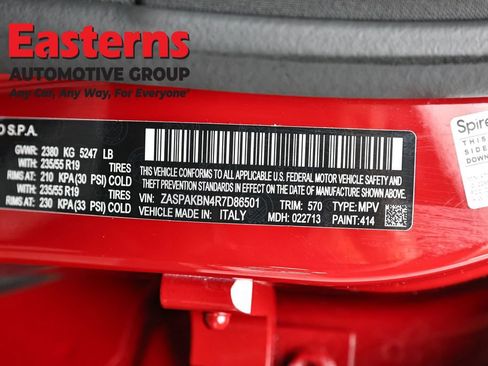 Easterns
AUTOMOTIVE GROUP
Any Car, Any Way, For Everyone
O S.P.A.
GVWR: 2380 KG 5247 LB
WITH: 235/55 R19 TIRES
RIMS AT: 210 KPA(30 PSI) COLD
WITH: 235/55 R19 TIRES
RIMS AT: 230 KPA(33 PSI) COLD
THIS VEHICLE CONFORMS TO ALL APPLICABLE U.S. FEDERAL MOTOR VEHICLE SAFETY, BUMPER, AND
THEFT PREVENTION STANDARDS IN EFFECT ON THE DATE OF MANUFACTURE SHOWN ABOVE.
VIN: ZASPAKBN4R7D86501 TRIM: 570 TYPE: MPV
VEHICLE MADE IN: ITALY MDH: 022713 PAINT: 414
Spire
THIS
SIDE
DOWN